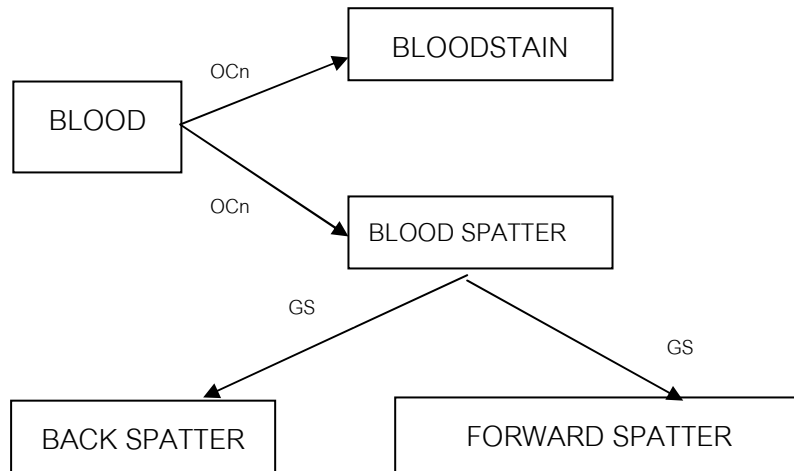 BLOODSTAIN
OCn
BLOOD
OCn
BLOOD SPATTER
GS
GS
BACK SPATTER
FORWARD SPATTER